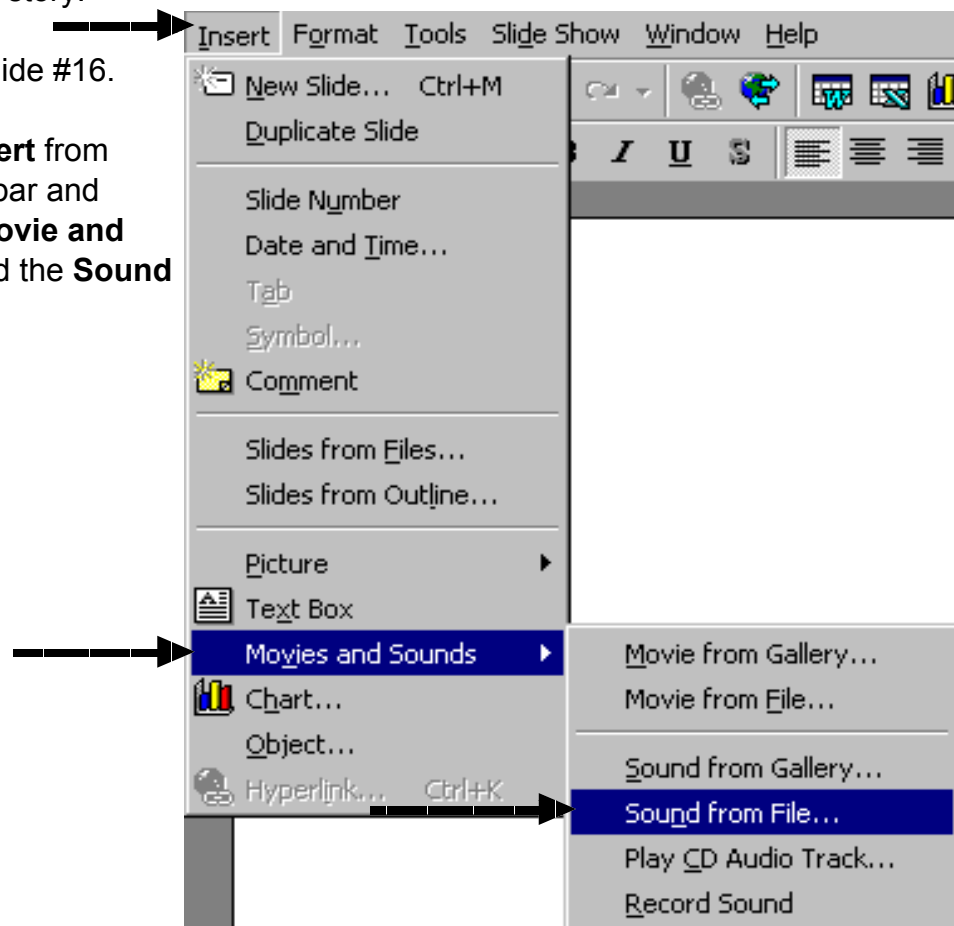 story.
Insert Format Tools Slide Show Window Help
ide #16.
New Slide... Ctrl+M
Duplicate Slide
ert from
bar and
ovie and
d the Sound
I U S
Slide Number
Date and Time...
Tab
Symbol...
Comment
Slides from Files...
Slides from Outline...
Picture
Text Box
Movies and Sounds
Chart...
Object...
Hyperlink... Ctrl+K
Movie from Gallery...
Movie from File...
Sound from Gallery...
Sound from File...
Play CD Audio Track...
Record Sound